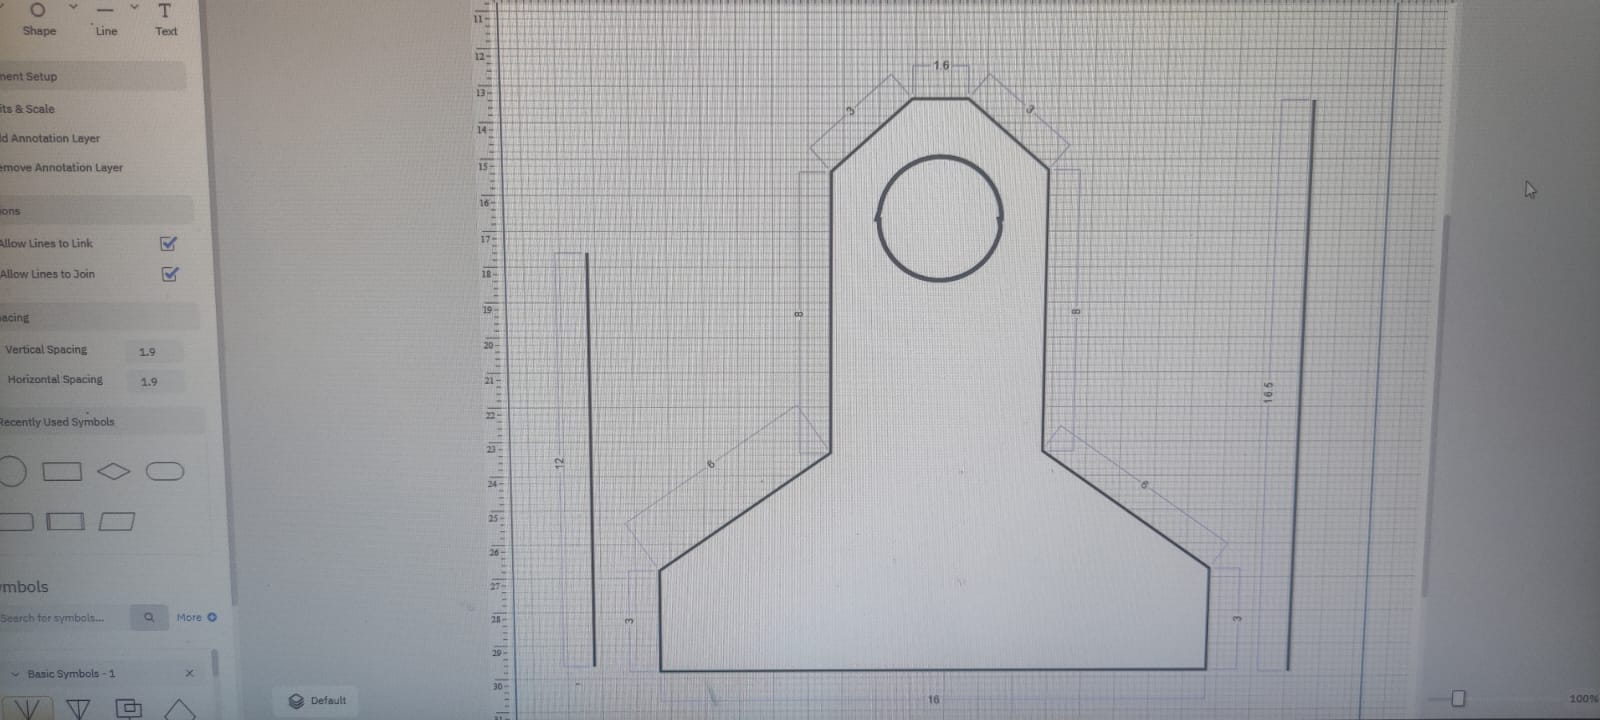 Shape
Line
Text
ment Setup
its & Scale
d Annotation Layer
emove Annotation Layer
ons
Allow Lines to Link
Allow Lines to Join
acing
Vertical Spacing 1.9
Horizontal Spacing 1.9
Recently Used Symbols
mbols
Search for symbols...
More
Basic Symbols - 1
Default
11
12
13
14
15
16
17
18
19
20
21
22
23
24
25
26
27
28
29
30
1.6
3
3
8
8
12
16.5
6
6
3
3
16
100%